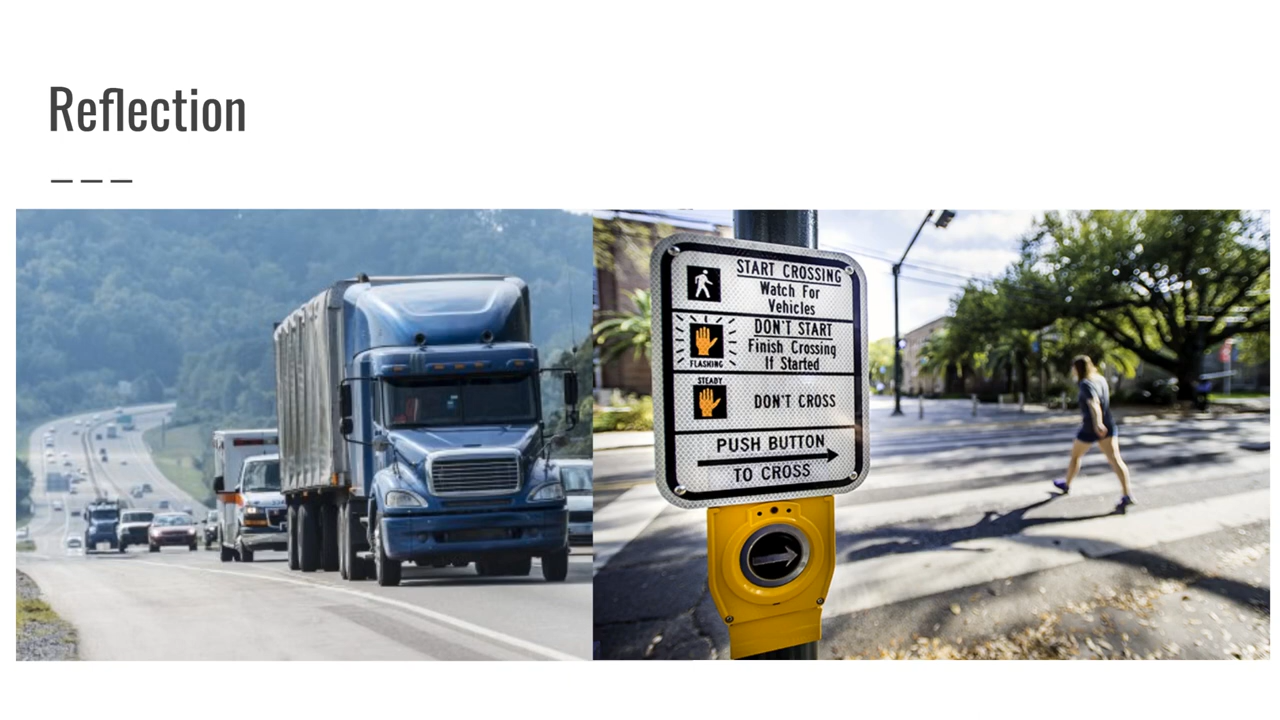 Reflection
START CROSSING
Watch For
Vehicles
DON'T START
Finish Crossing
If Started
FLASHING
STEADY
DON'T CROSS
PUSH BUTTON
TO CROSS